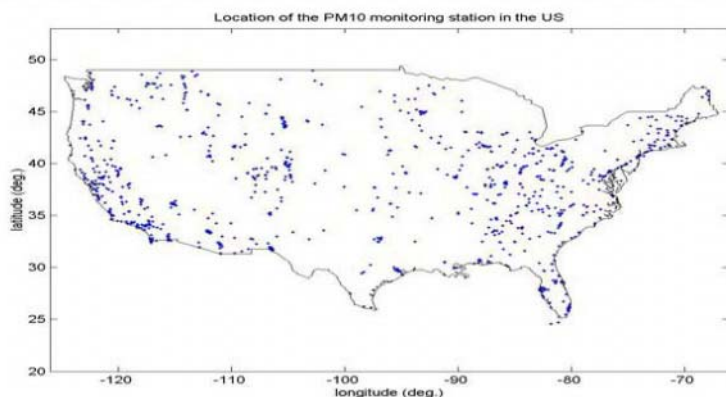 Location of the PM10 monitoring station in the US
50
45
40
35
30
25
20
latitude (deg.)
-120 -110 -100 -90 -80 -70
longitude (deg.)